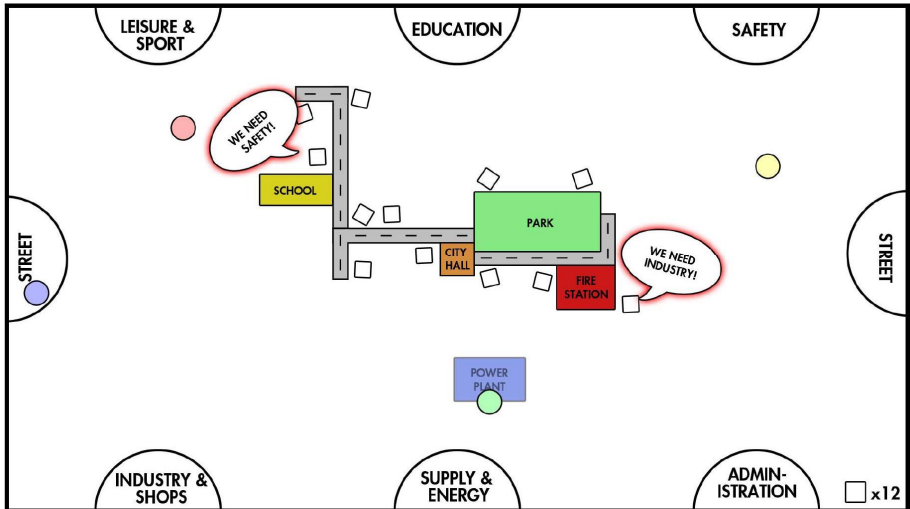 LEISURE &
SPORT
EDUCATION
SAFETY
WE NEED
SAFETY!
SCHOOL
PARK
STREET
CITY
HALL
WE NEED
INDUSTRY!
STREET
FIRE
STATION
POWER
PLANT
INDUSTRY &
SHOPS
SUPPLY &
ENERGY
ADMIN-
ISTRATION
x12